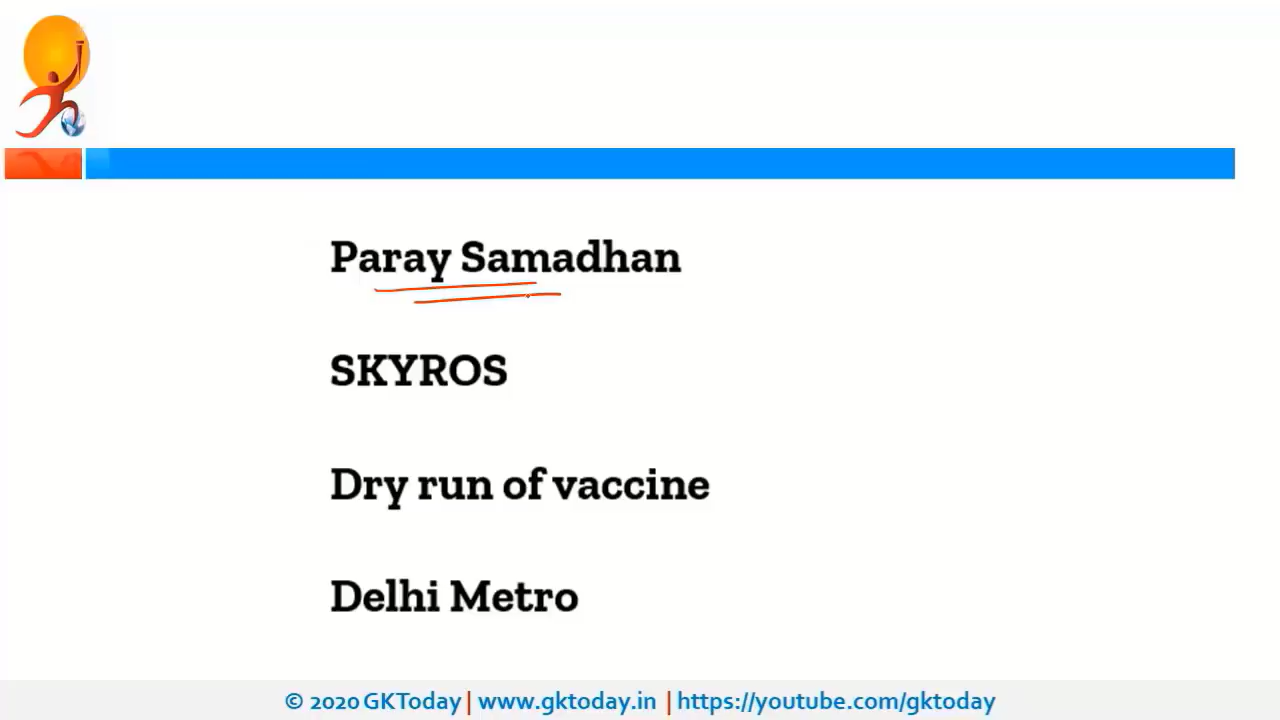 Paray Samadhan
SKYROS
Dry run of vaccine
Delhi Metro
© 2020 GKToday | www.gktoday.in | https://youtube.com/gktoday